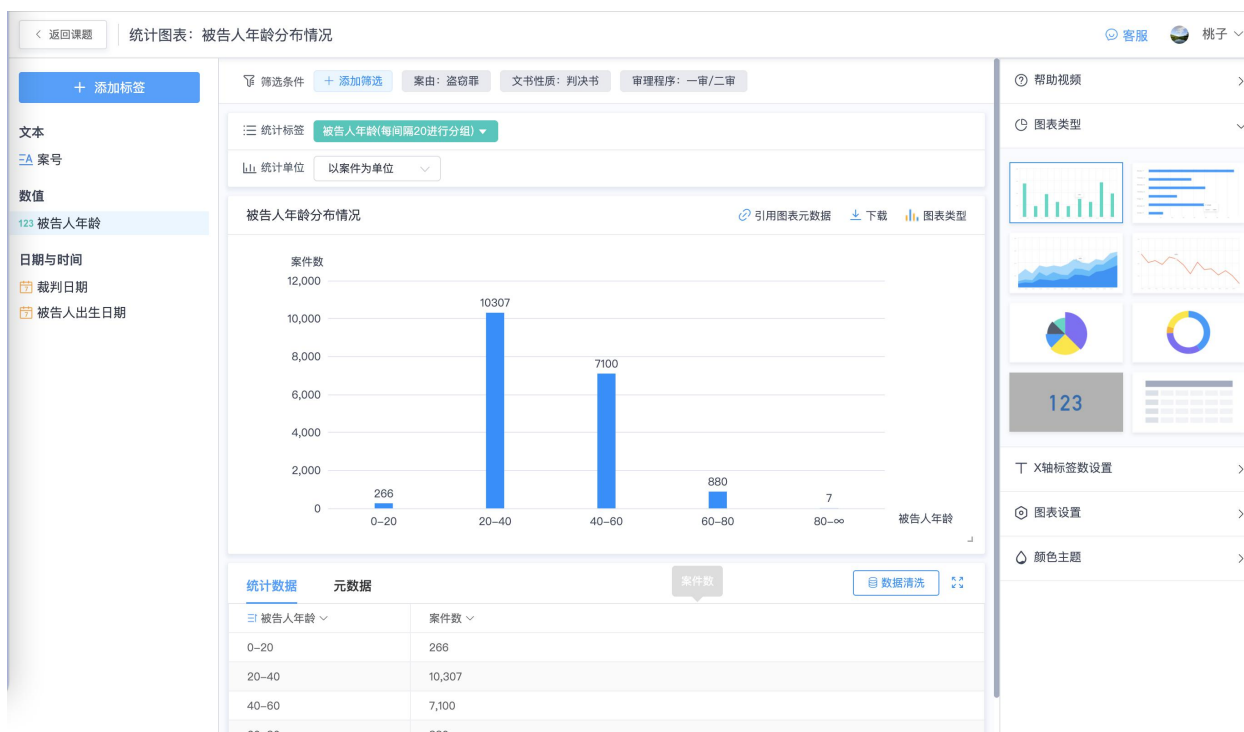 返回课题
统计图表：被告人年龄分布情况
客服
桃子
添加标签
文本
案号
数值
123 被告人年龄
日期与时间
裁判日期
被告人出生日期
筛选条件
添加筛选
案由：盗窃罪
文书性质：判决书
审理程序：一审/二审
统计标签
被告人年龄(每间隔20进行分组)
统计单位
以案件为单位
被告人年龄分布情况
引用图表元数据
下载
图表类型
案件数
12,000
10,000
8,000
6,000
4,000
2,000
0
266
10307
7100
880
7
0-20
20-40
40-60
60-80
80-∞
被告人年龄
统计数据
元数据
案件数
数据清洗
被告人年龄
案件数
0-20
266
20-40
10,307
40-60
7,100
帮助视频
图表类型
123
X轴标签数设置
图表设置
颜色主题